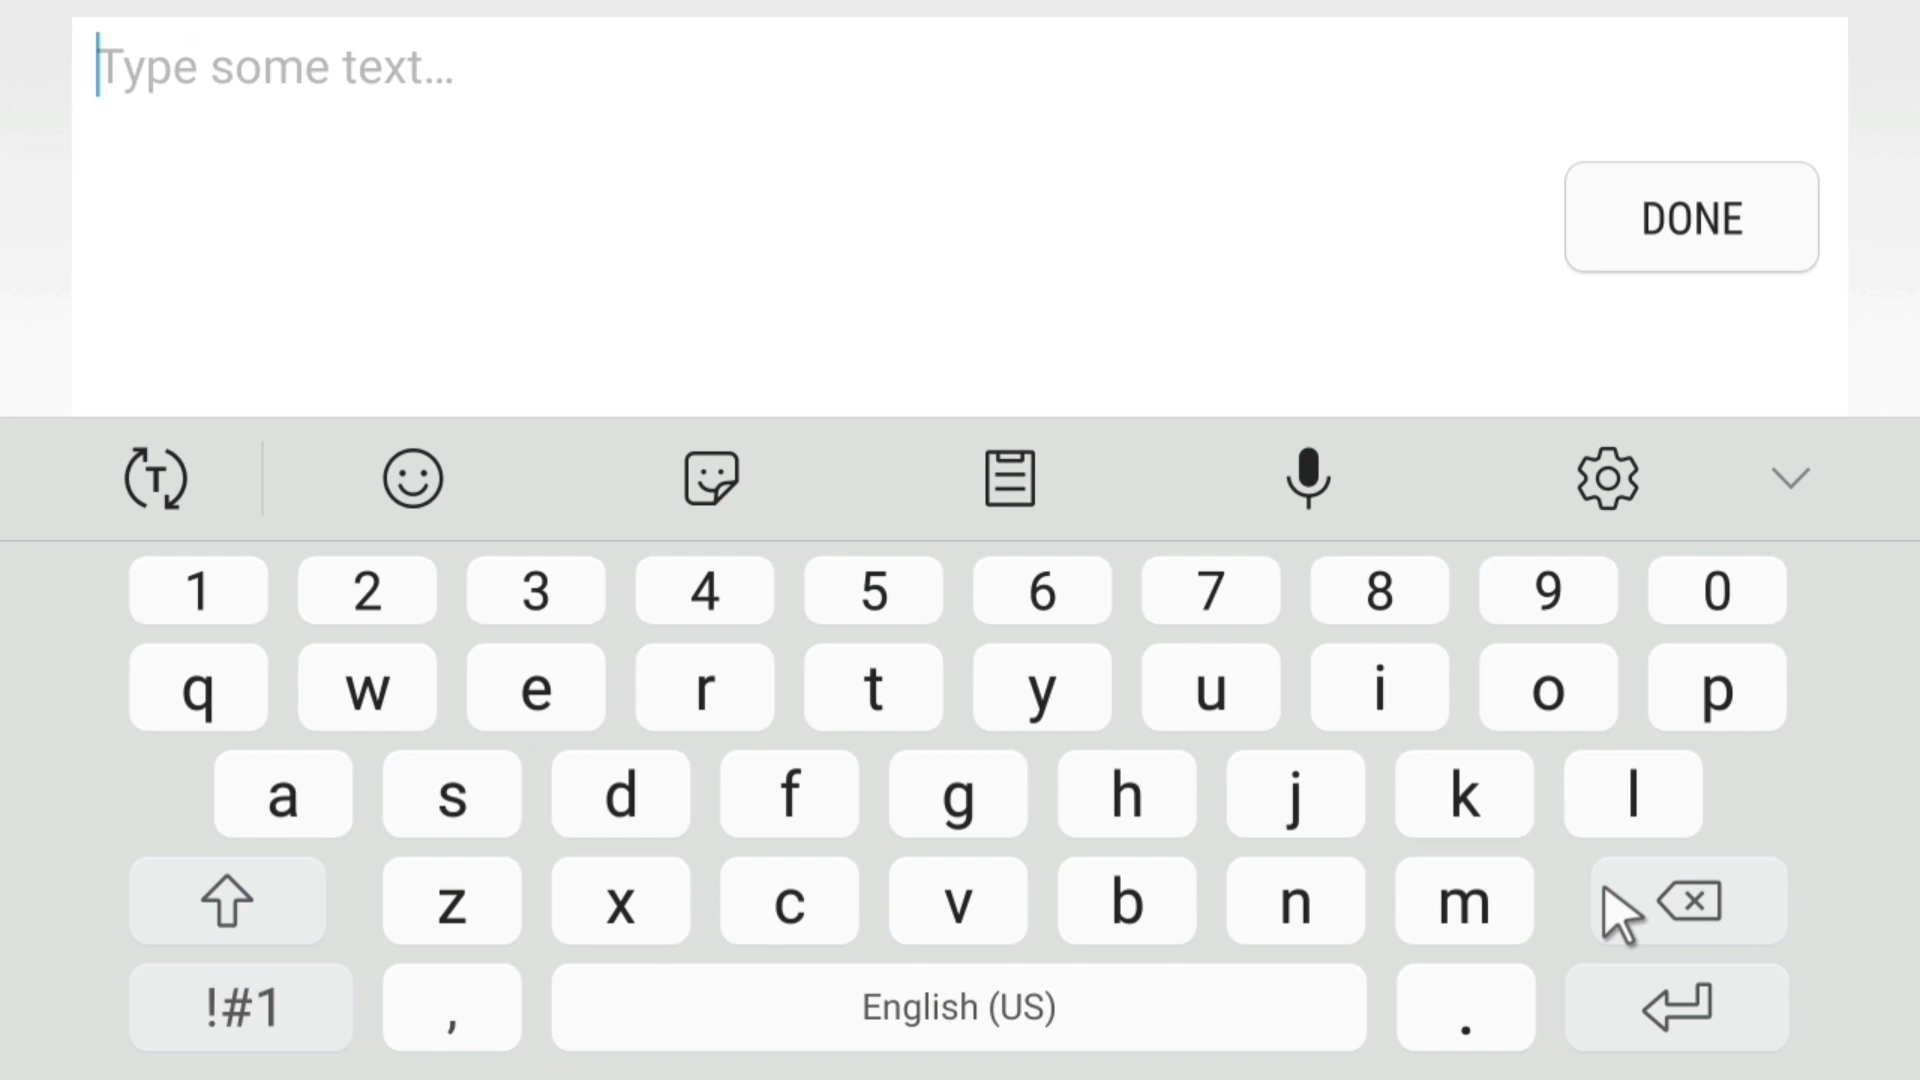 Type some text...
DONE
T
1 2 3 4 5 6 7 8 9 0
q w e r t y u i o p
a s d f g h j k l
z x c v b n m
!#1 , English (US) .